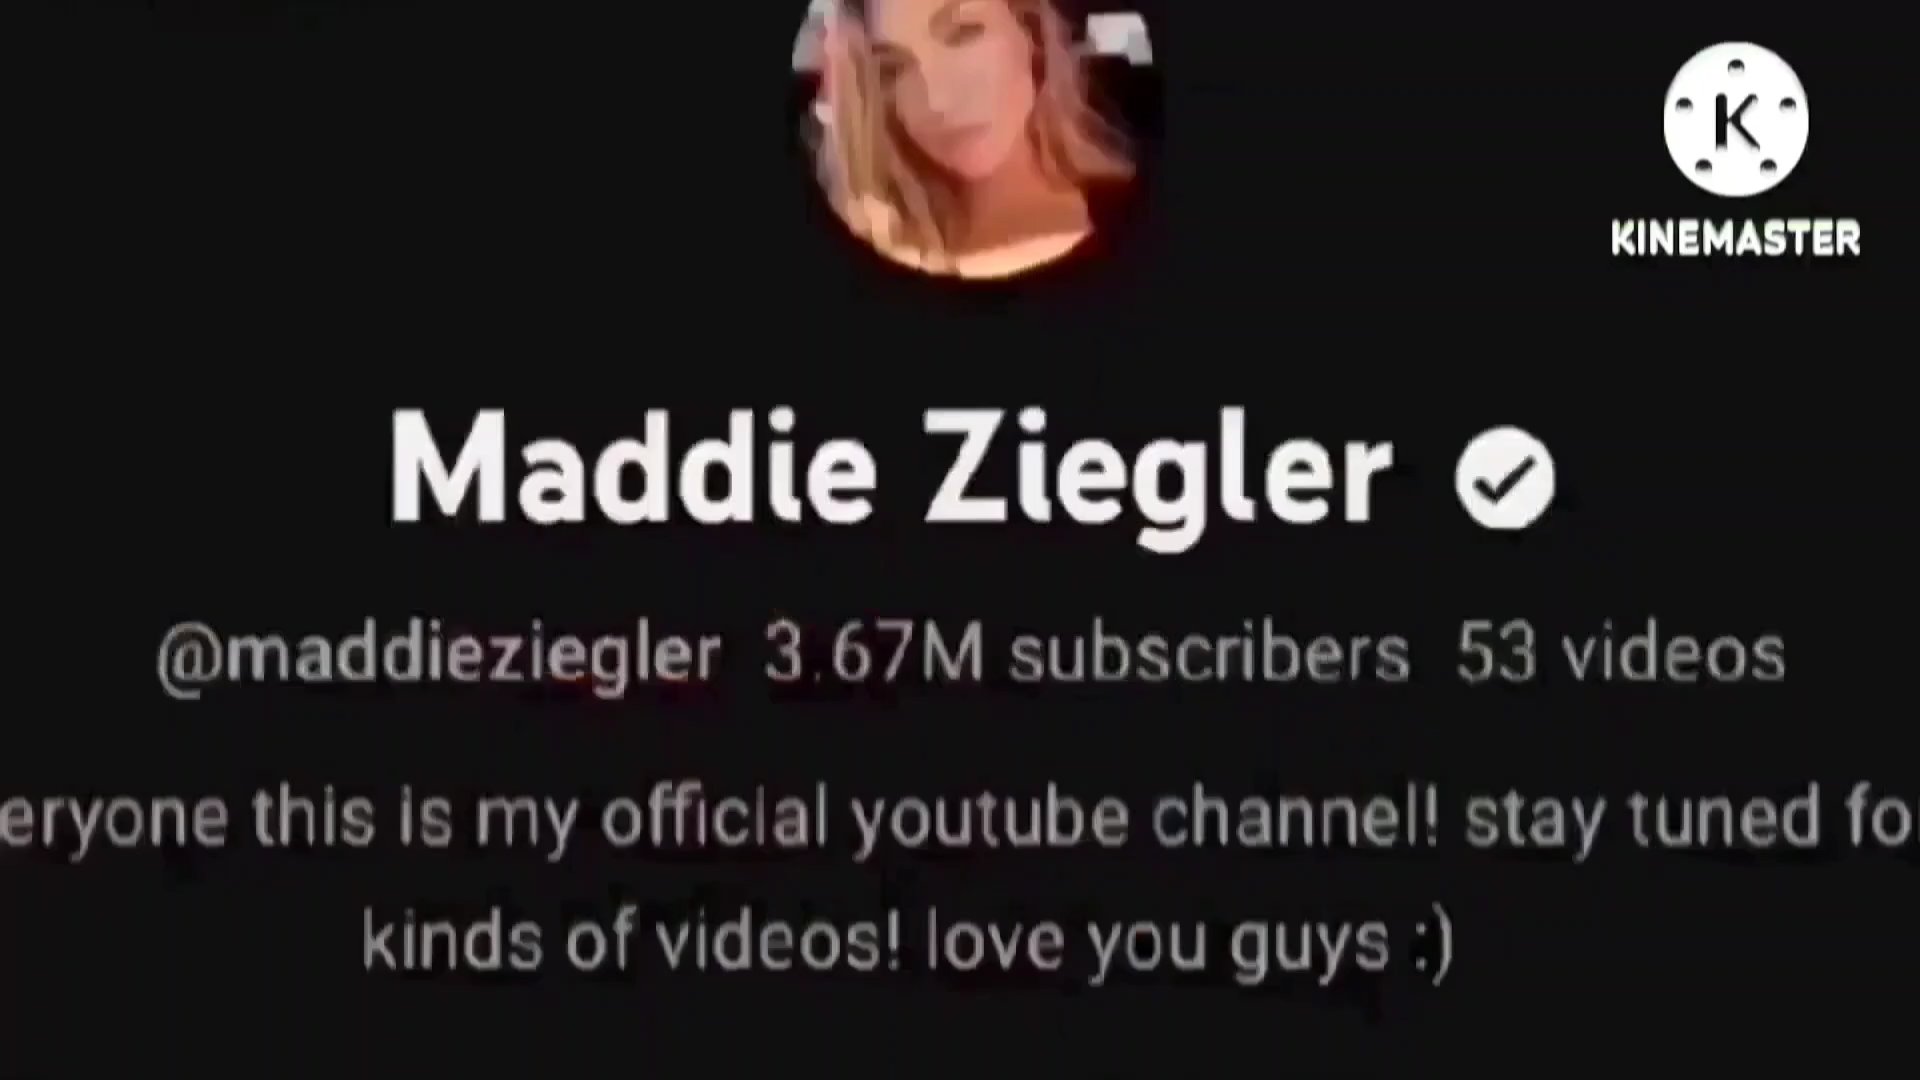 K
KINEMASTER
Maddie Ziegler
@maddieziegler 3.67M subscribers 53 videos
eryone this is my official youtube channel! stay tuned fo
kinds of videos! love you guys :)